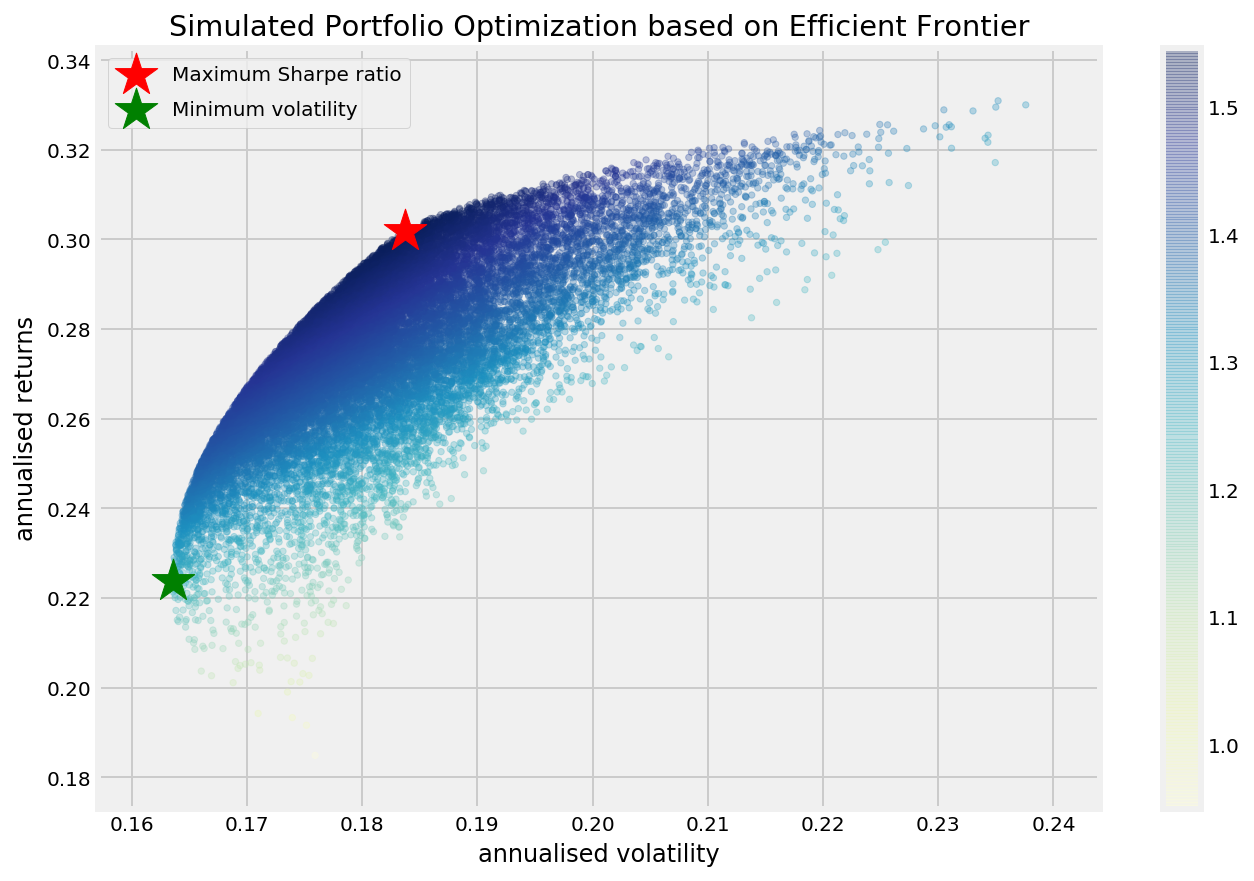 Simulated Portfolio Optimization based on Efficient Frontier
Maximum Sharpe ratio
Minimum volatility
annualised returns
0.34
0.32
0.30
0.28
0.26
0.24
0.22
0.20
0.18
0.16 0.17 0.18 0.19 0.20 0.21 0.22 0.23 0.24
annualised volatility
1.5
1.4
1.3
1.2
1.1
1.0